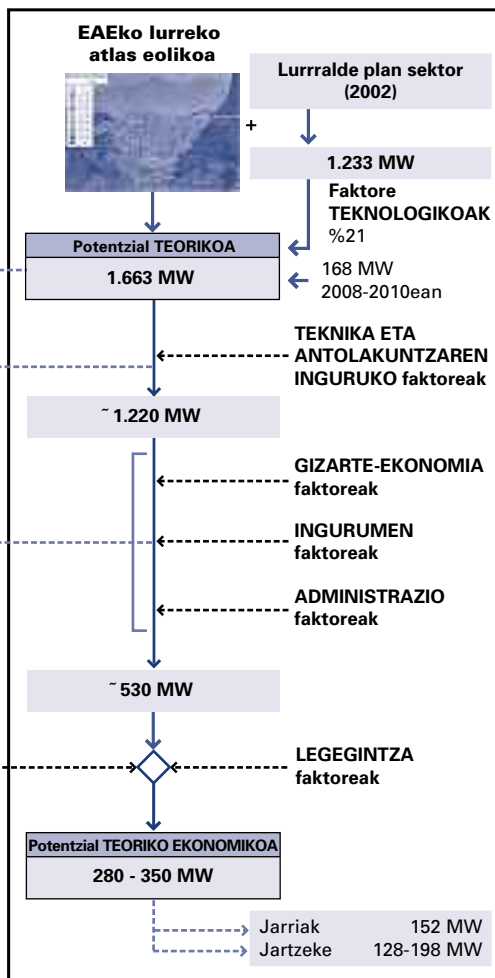 EAEko lurreko
atlas eolikoa
Lurrralde plan sektor
(2002)
+
1.233 MW
Faktore
TEKNOLOGIKOAK
%21
Potentzial TEORIKOA
1.663 MW
168 MW
2008-2010ean
TEKNIKA ETA
ANTOLAKUNTZAREN
INGURUKO faktoreak
~ 1.220 MW
GIZARTE-EKONOMIA
faktoreak
INGURUMEN
faktoreak
ADMINISTRAZIO
faktoreak
~ 530 MW
LEGEGINTZA
faktoreak
Potentzial TEORIKO EKONOMIKOA
280 - 350 MW
Jarriak 152 MW
Jartzeke 128-198 MW